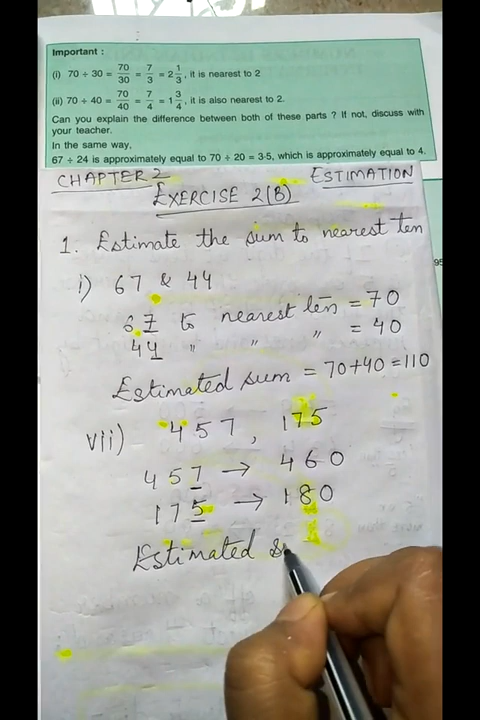 Important :
(i) 70 ÷ 30 = 70/30 = 7/3 = 2 1/3, it is nearest to 2
(ii) 70 ÷ 40 = 70/40 = 7/4 = 1 3/4, it is also nearest to 2.
Can you explain the difference between both of these parts ? If not, discuss with
your teacher.
In the same way,
67 ÷ 24 is approximately equal to 70 ÷ 20 = 3·5, which is approximately equal to 4.
CHAPTER 2 ESTIMATION
EXERCISE 2(B)
1. Estimate the sum to nearest ten
i) 67 & 44
67 to nearest ten = 70
44 " " " = 40
Estimated sum = 70+40=110
vii) 457, 175
457 → 460
175 → 180
Estimated s